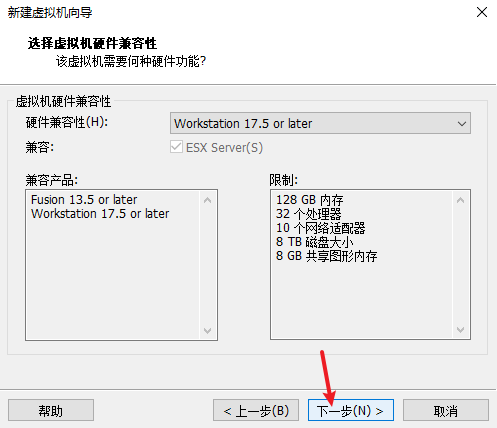 新建虚拟机向导
选择虚拟机硬件兼容性
该虚拟机需要何种硬件功能?
虚拟机硬件兼容性
硬件兼容性(H): Workstation 17.5 or later
兼容: ESX Server(S)
兼容产品:
Fusion 13.5 or later
Workstation 17.5 or later
限制:
128 GB 内存
32 个处理器
10 个网络适配器
8 TB 磁盘大小
8 GB 共享图形内存
帮助 < 上一步(B) 下一步(N) > 取消